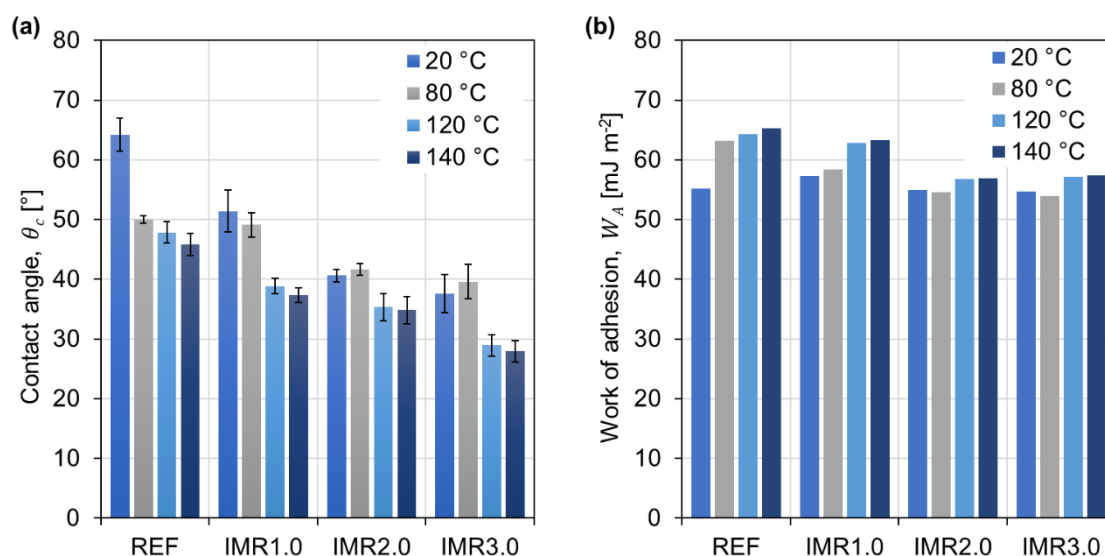 (a)
80
70
60
50
40
30
20
10
0
Contact angle, θc [°]
20 °C
80 °C
120 °C
140 °C
REF IMR1.0 IMR2.0 IMR3.0
(b)
80
70
60
50
40
30
20
10
0
Work of adhesion, WA [mJ m-2]
20 °C
80 °C
120 °C
140 °C
REF IMR1.0 IMR2.0 IMR3.0